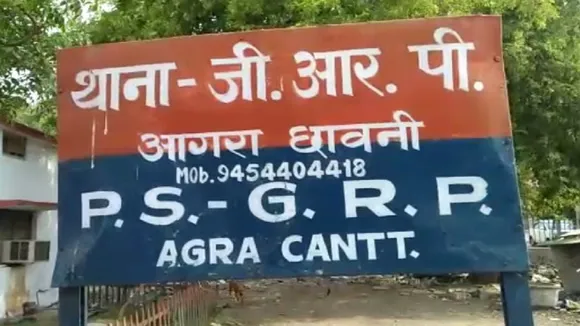 थाना - जी. आर. पी.
आगरा छावनी
MOb. 9454404418
P. S. - G. R. P.
AGRA CANTT.